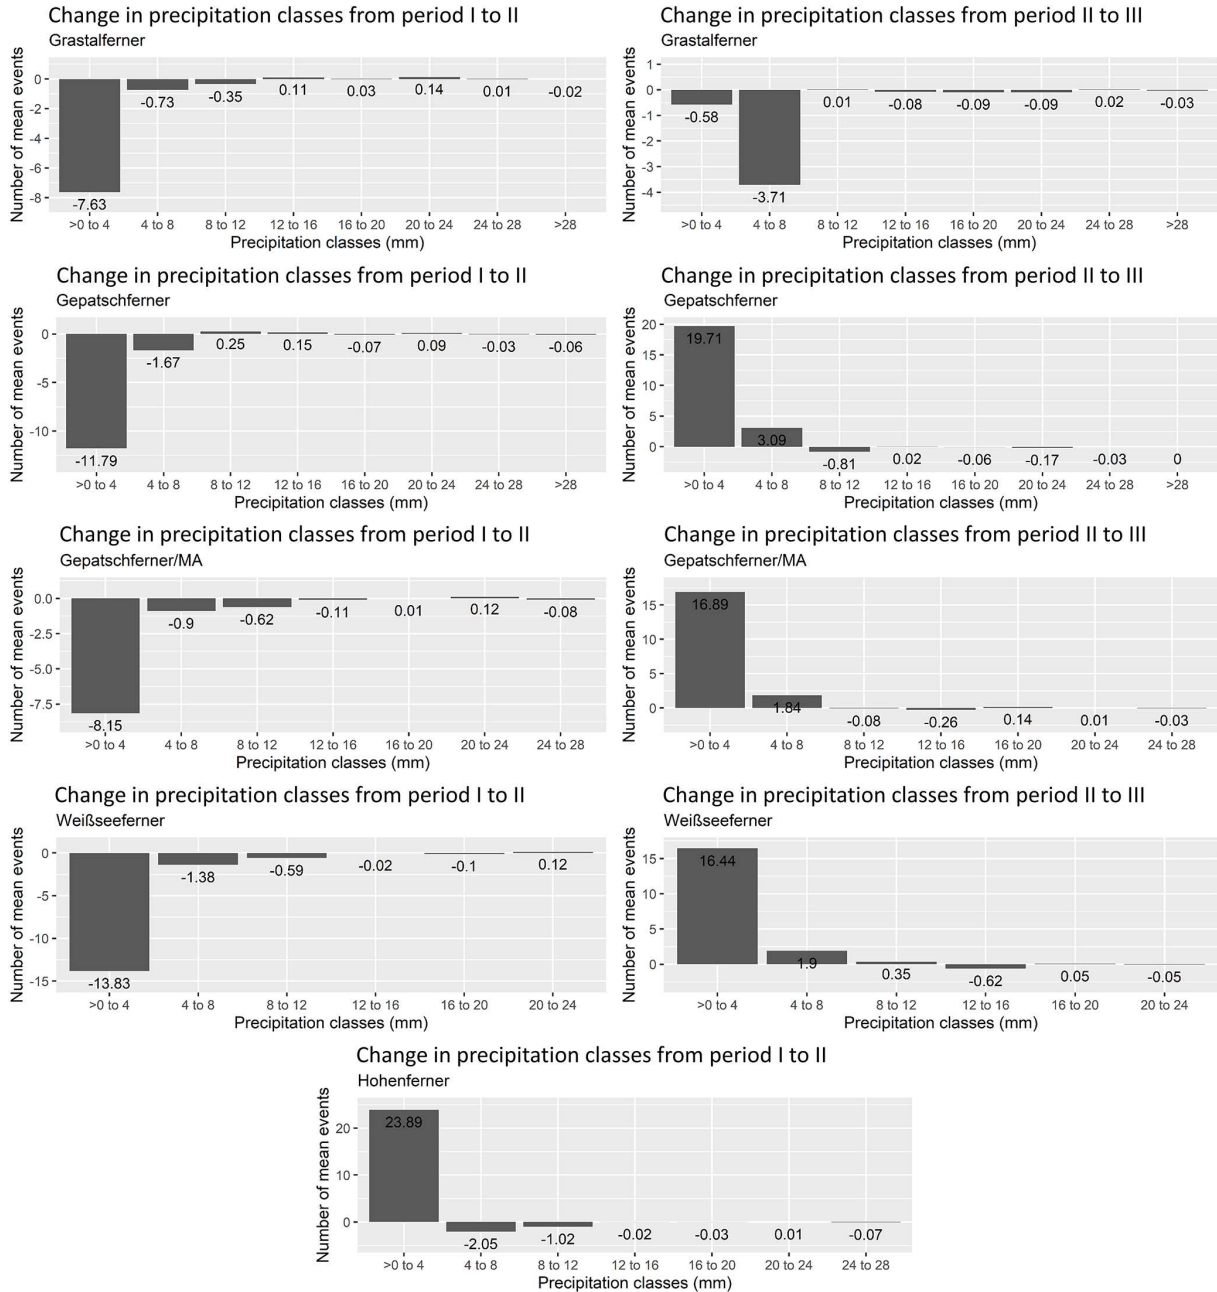 Change in precipitation classes from period I to II
Grastalferner
Number of mean events
0
-2
-4
-6
-8
-7.63 -0.73 -0.35 0.11 0.03 0.14 0.01 -0.02
>0 to 4 4 to 8 8 to 12 12 to 16 16 to 20 20 to 24 24 to 28 >28
Precipitation classes (mm)
Change in precipitation classes from period II to III
Grastalferner
Number of mean events
1
0
-1
-2
-3
-4
-0.58 -3.71 0.01 -0.08 -0.09 -0.09 0.02 -0.03
>0 to 4 4 to 8 8 to 12 12 to 16 16 to 20 20 to 24 24 to 28 >28
Precipitation classes (mm)
Change in precipitation classes from period I to II
Gepatschferner
Number of mean events
0
-5
-10
-11.79 -1.67 0.25 0.15 -0.07 0.09 -0.03 -0.06
>0 to 4 4 to 8 8 to 12 12 to 16 16 to 20 20 to 24 24 to 28 >28
Precipitation classes (mm)
Change in precipitation classes from period II to III
Gepatschferner
Number of mean events
20
15
10
5
0
19.71 3.09 -0.81 0.02 -0.06 -0.17 -0.03 0
>0 to 4 4 to 8 8 to 12 12 to 16 16 to 20 20 to 24 24 to 28 >28
Precipitation classes (mm)
Change in precipitation classes from period I to II
Gepatschferner/MA
Number of mean events
0.0
-2.5
-5.0
-7.5
-8.15 -0.9 -0.62 -0.11 0.01 0.12 -0.08
>0 to 4 4 to 8 8 to 12 12 to 16 16 to 20 20 to 24 24 to 28
Precipitation classes (mm)
Change in precipitation classes from period II to III
Gepatschferner/MA
Number of mean events
15
10
5
0
16.89 1.84 -0.08 -0.26 0.14 0.01 -0.03
>0 to 4 4 to 8 8 to 12 12 to 16 16 to 20 20 to 24 24 to 28
Precipitation classes (mm)
Change in precipitation classes from period I to II
Weißseeferner
Number of mean events
0
-5
-10
-15
-13.83 -1.38 -0.59 -0.02 -0.1 0.12
>0 to 4 4 to 8 8 to 12 12 to 16 16 to 20 20 to 24
Precipitation classes (mm)
Change in precipitation classes from period II to III
Weißseeferner
Number of mean events
15
10
5
0
16.44 1.9 0.35 -0.62 0.05 -0.05
>0 to 4 4 to 8 8 to 12 12 to 16 16 to 20 20 to 24
Precipitation classes (mm)
Change in precipitation classes from period I to II
Hohenferner
Number of mean events
20
10
0
23.89 -2.05 -1.02 -0.02 -0.03 0.01 -0.07
>0 to 4 4 to 8 8 to 12 12 to 16 16 to 20 20 to 24 24 to 28
Precipitation classes (mm)